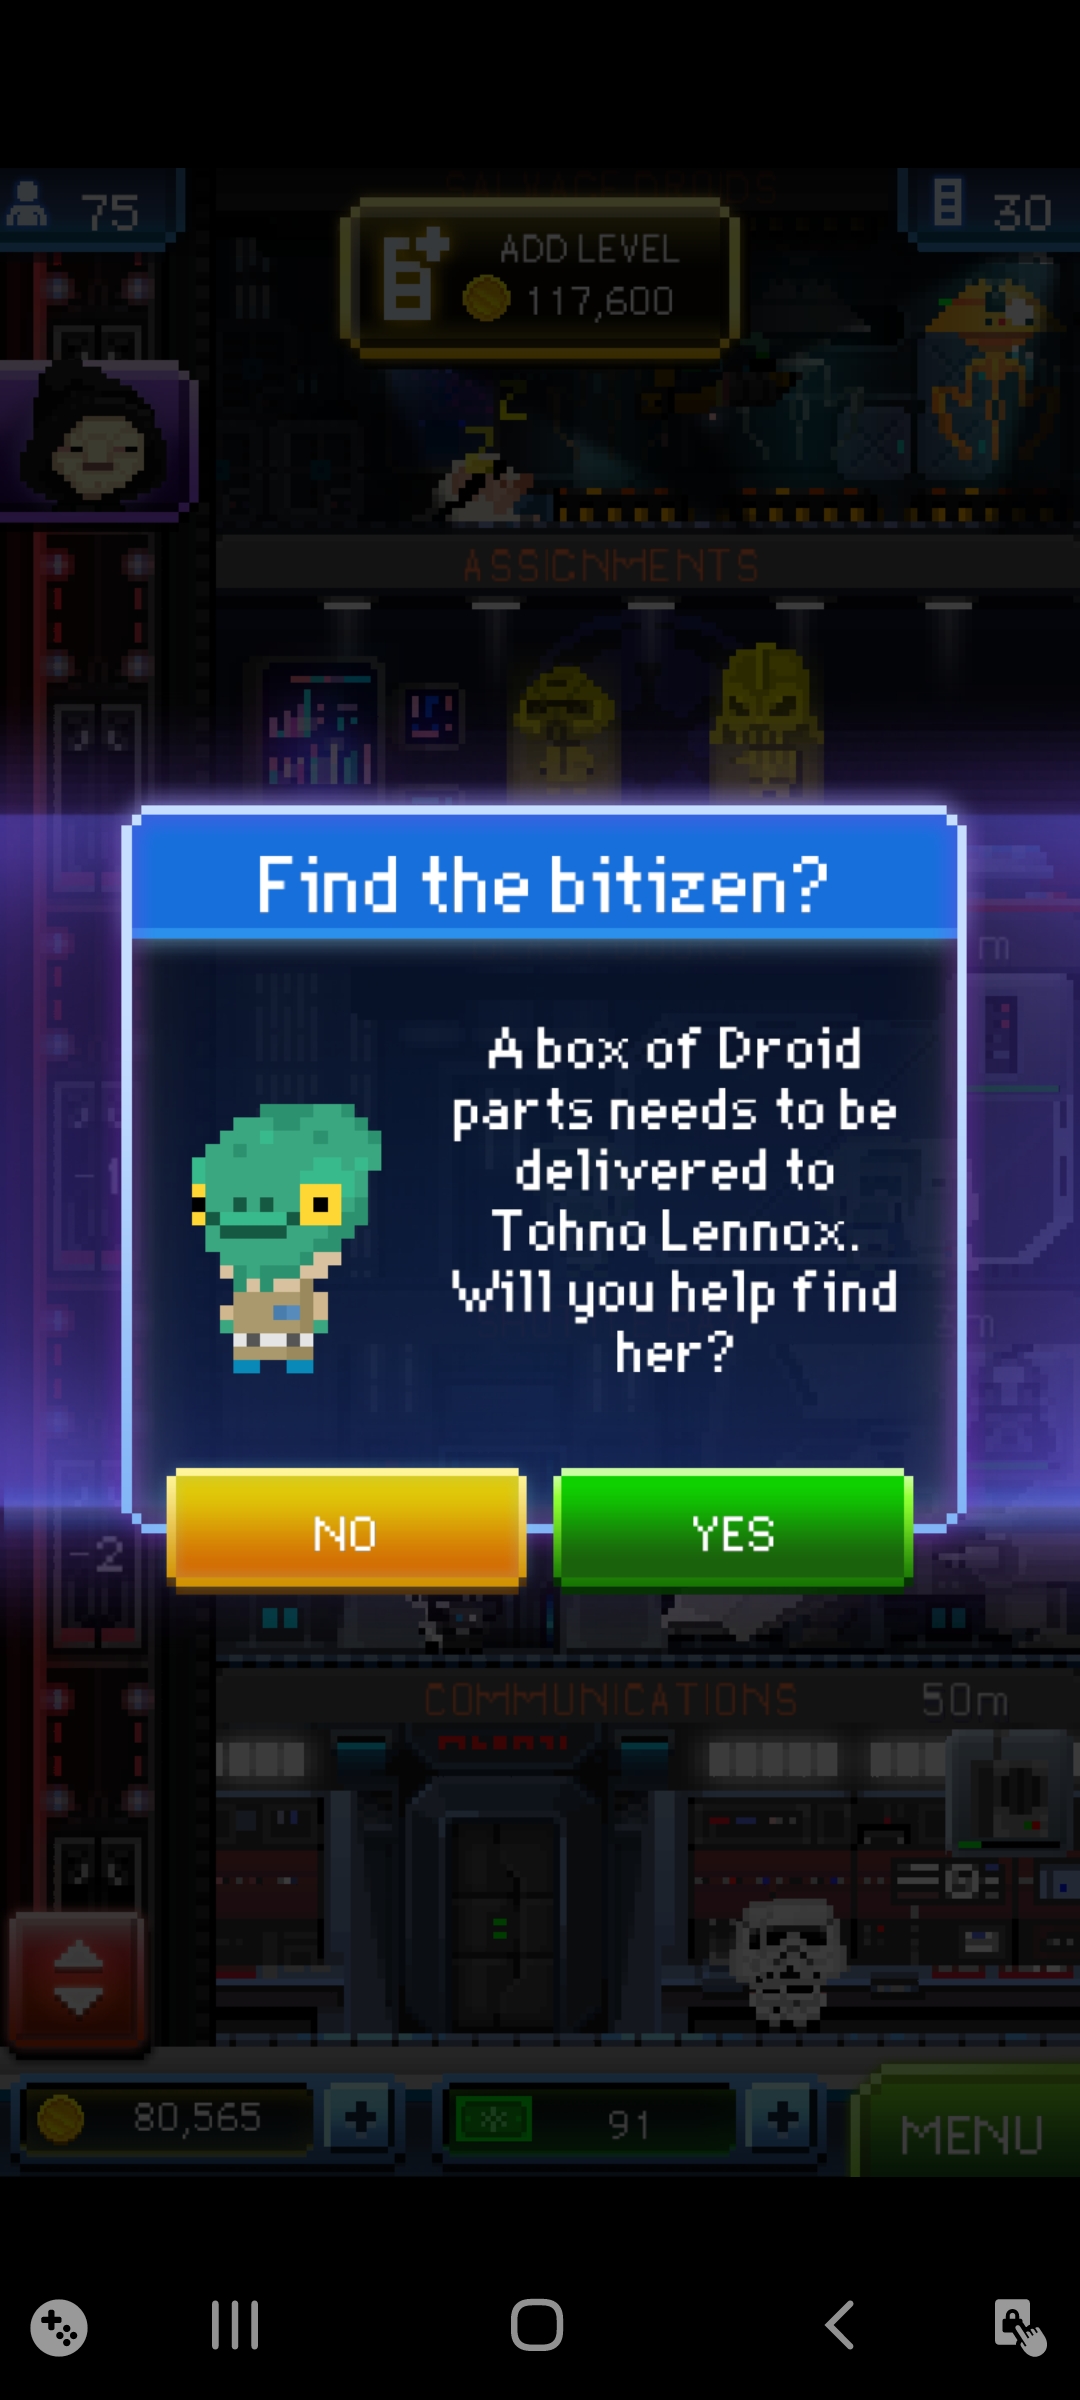 75
ADD LEVEL
117,600
30
ASSIGNMENTS
Find the bitizen?
m
A box of Droid
parts needs to be
delivered to
Tohno Lennox.
Will you help find
her?
-1
m
NO
YES
-2
COMMUNICATIONS
50m
80,565
91
MENU